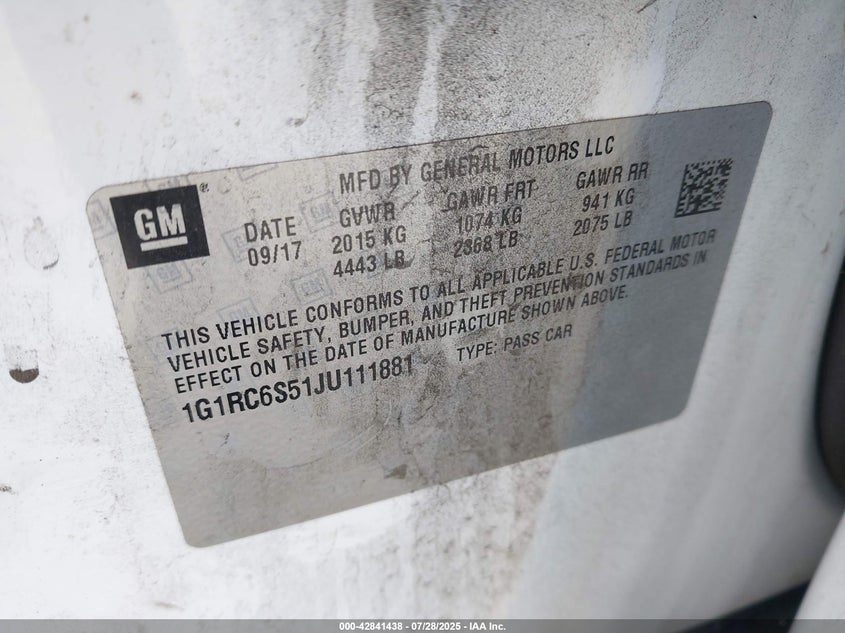 GM
®
MFD BY GENERAL MOTORS LLC
DATE GVWR GAWR FRT GAWR RR
09/17 2015 KG 1074 KG 941 KG
4443 LB 2368 LB 2075 LB
THIS VEHICLE CONFORMS TO ALL APPLICABLE U.S. FEDERAL MOTOR
VEHICLE SAFETY, BUMPER, AND THEFT PREVENTION STANDARDS IN
EFFECT ON THE DATE OF MANUFACTURE SHOWN ABOVE.
1G1RC6S51JU111881 TYPE: PASS CAR
000-42841438 - 07/28/2025 - IAA Inc.